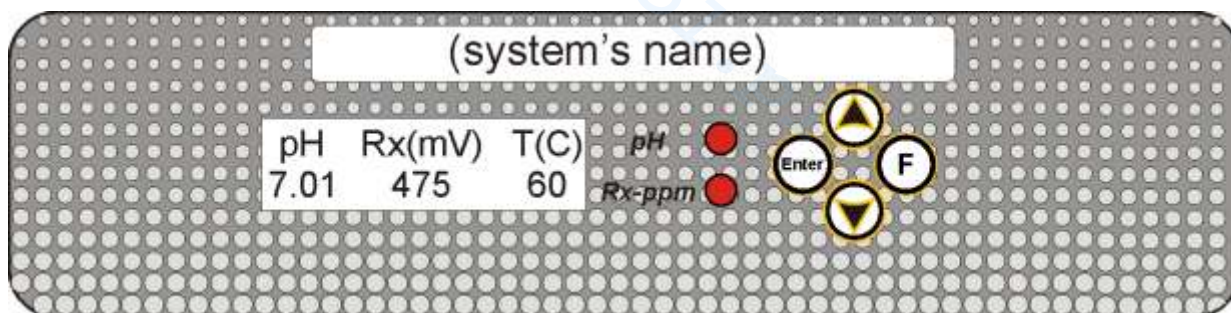 (system's name)
pH Rx(mV) T(C)
7.01 475 60
pH
Rx-ppm
Enter
F